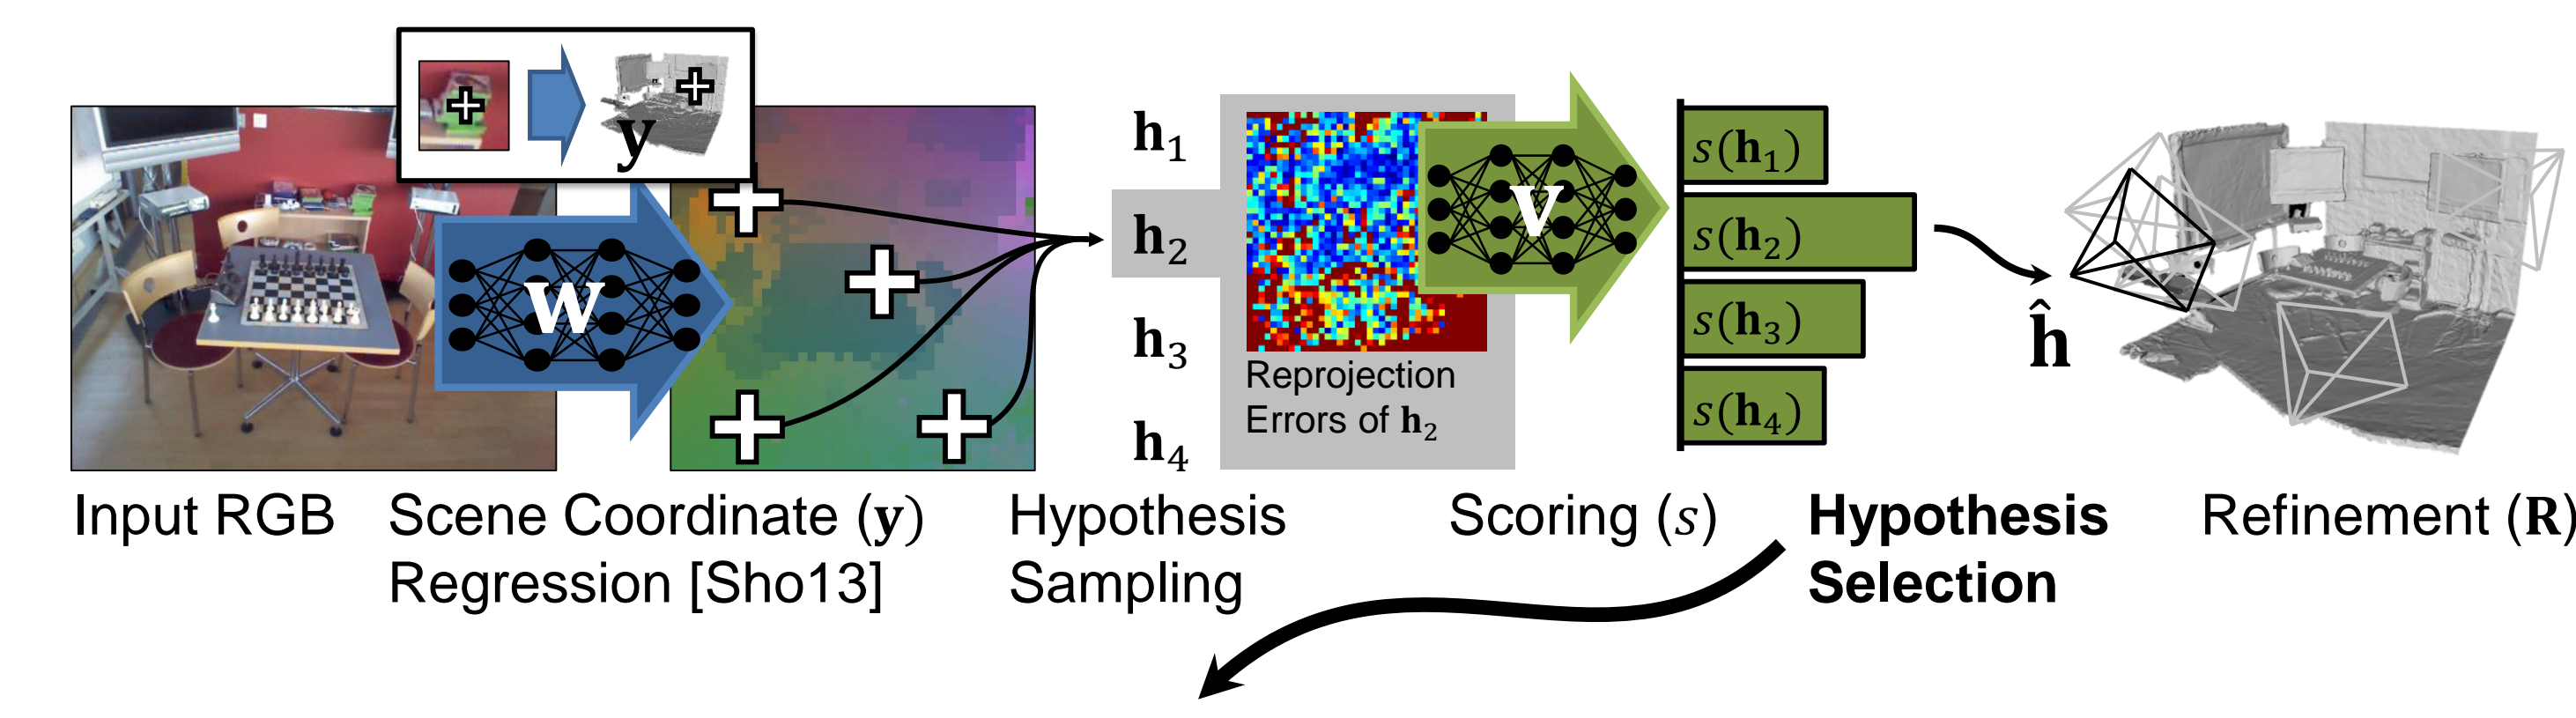 y
w
h1
h2
h3
h4
Reprojection
Errors of h2
v
s(h1)
s(h2)
s(h3)
s(h4)
ĥ
Input RGB
Scene Coordinate (y)
Regression [Sho13]
Hypothesis
Sampling
Scoring (s)
Hypothesis
Selection
Refinement (R)